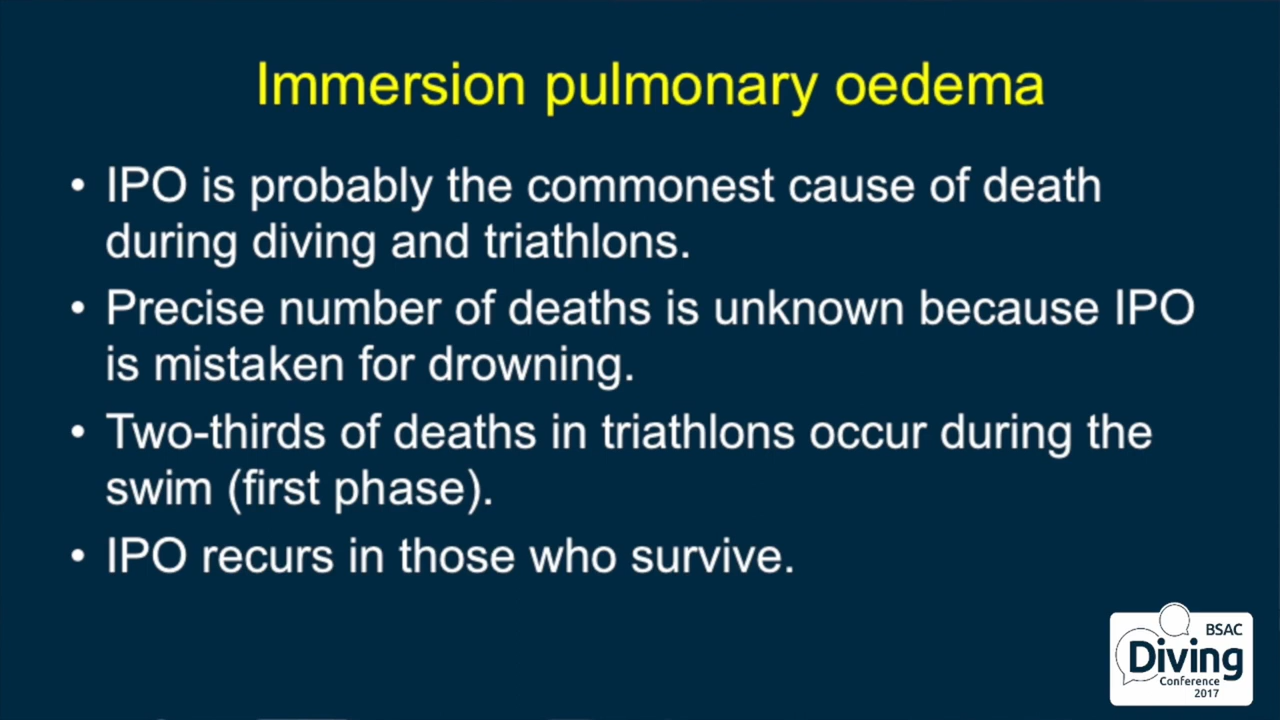 Immersion pulmonary oedema
• IPO is probably the commonest cause of death
during diving and triathlons.
• Precise number of deaths is unknown because IPO
is mistaken for drowning.
• Two-thirds of deaths in triathlons occur during the
swim (first phase).
• IPO recurs in those who survive.
BSAC
Diving
Conference
2017